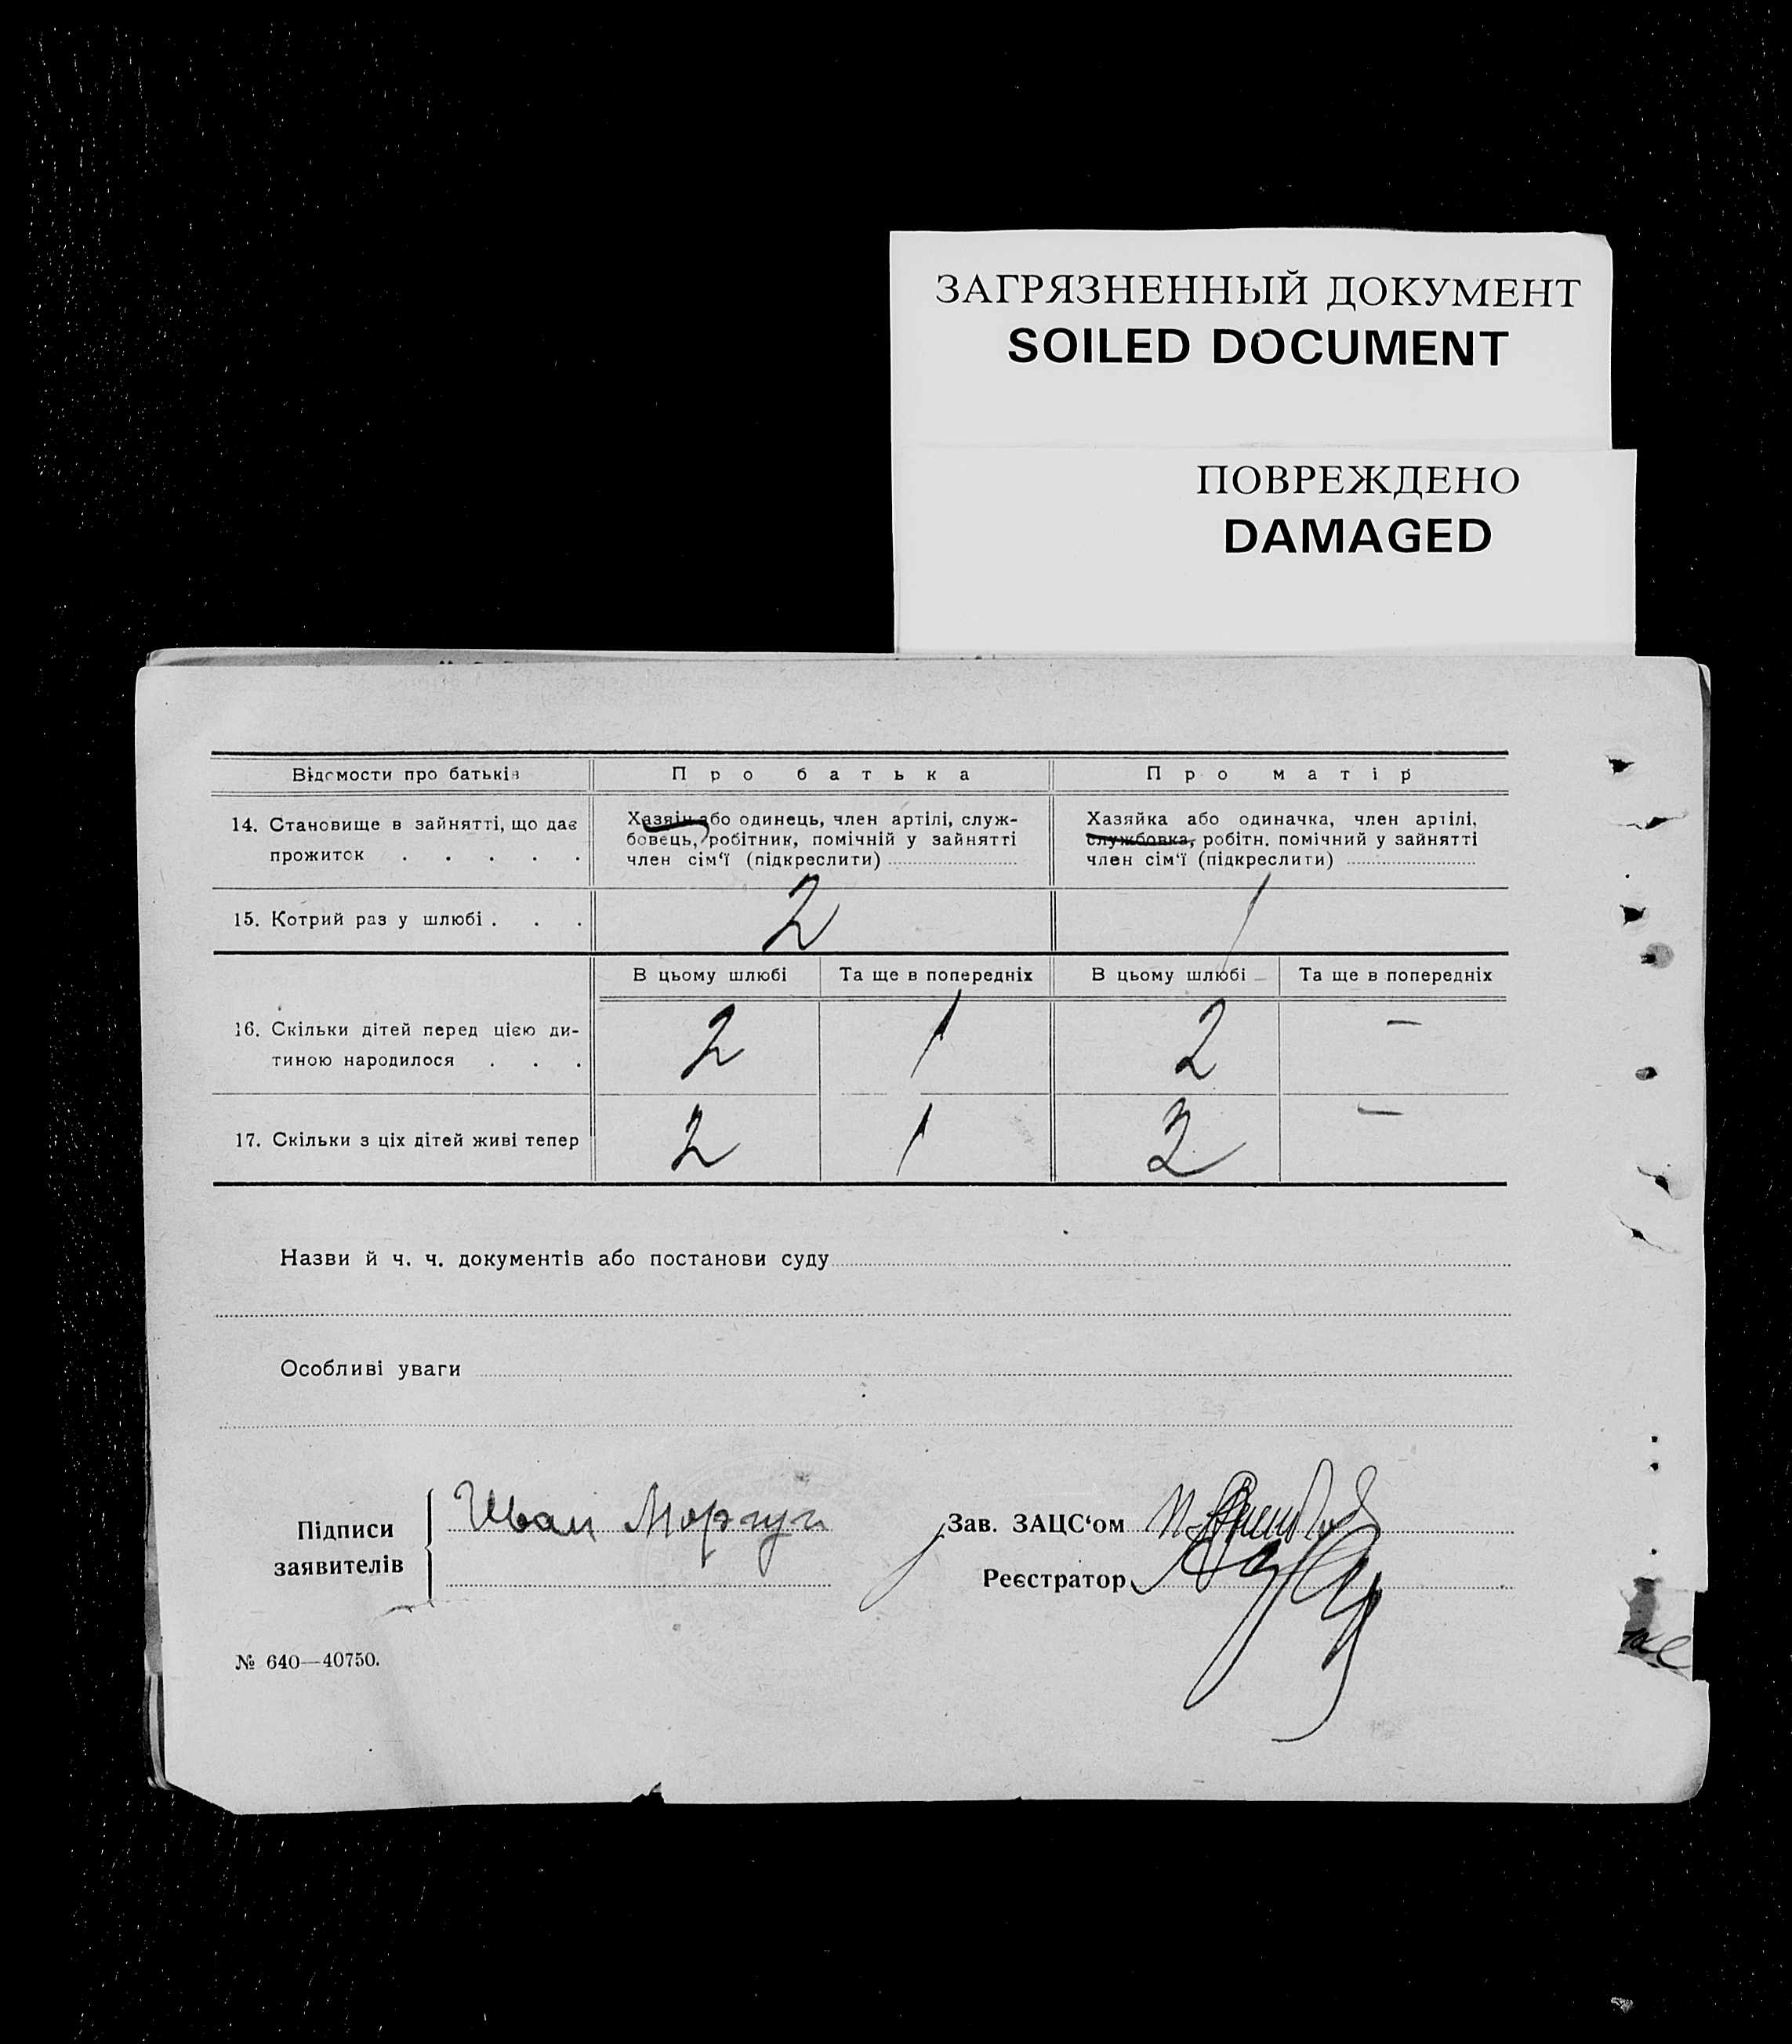 ЗАГРЯЗНЕННЫЙ ДОКУМЕНТ
SOILED DOCUMENT
ПОВРЕЖДЕНО
DAMAGED
Відомости про батьків
Про батька
Про матір
14. Становище в зайнятті, що дає
прожиток . . . . .
Хазяін або одинець, член артілі, служ-
бовець, робітник, помічній у зайнятті
член сім'ї (підкреслити)
Хазяйка або одиначка, член артілі,
службовка, робітн. помічний у зайнятті
член сім'ї (підкреслити)
15. Котрий раз у шлюбі . . .
2
1
В цьому шлюбі
Та ще в попередніх
В цьому шлюбі
Та ще в попередніх
16. Скільки дітей перед цією ди-
тиною народилося . . .
2
1
2
—
17. Скільки з ціх дітей живі тепер
2
1
2
—
Назви й ч. ч. документів або постанови суду
Особливі уваги
Підписи
заявителів
Иван
Зав. ЗАЦС'ом
Реєстратор
№ 640—40750.